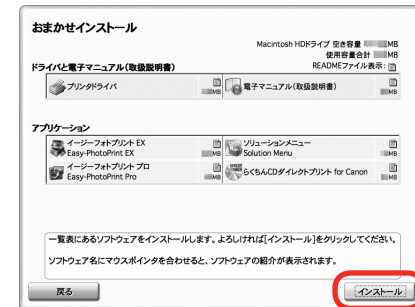 おまかせインストール
Macintosh HDドライブ 空き容量 MB
使用容量合計 MB
ドライバと電子マニュアル(取扱説明書)
READMEファイル表示:
プリンタドライバ
MB
電子マニュアル(取扱説明書)
MB
アプリケーション
イージーフォトプリント EX
Easy-PhotoPrint EX
MB
ソリューションメニュー
Solution Menu
MB
イージーフォトプリント プロ
Easy-PhotoPrint Pro
MB
らくちんCDダイレクトプリント for Canon
MB
一覧表にあるソフトウェアをインストールします。よろしければ[インストール]をクリックしてください。
ソフトウェア名にマウスポインタを合わせると、ソフトウェアの紹介が表示されます。
戻る
インストール